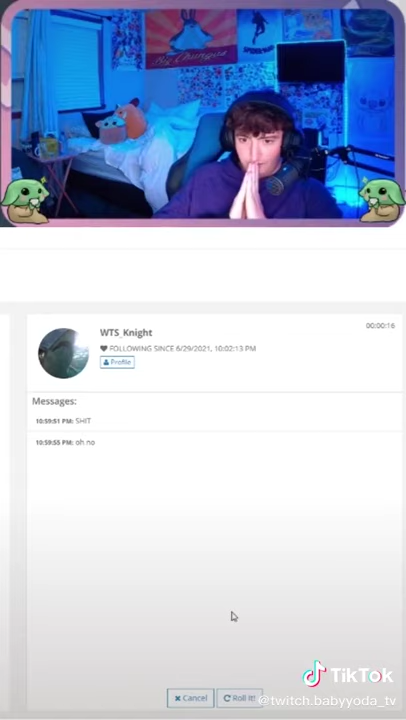 WTS_Knight
00:00:16
FOLLOWING SINCE 6/29/2021, 10:02:13 PM
Profile
Messages:
10:59:51 PM: SHIT
10:59:55 PM: oh no
Cancel
Roll It!
TikTok
@twitch.babyyoda_tv